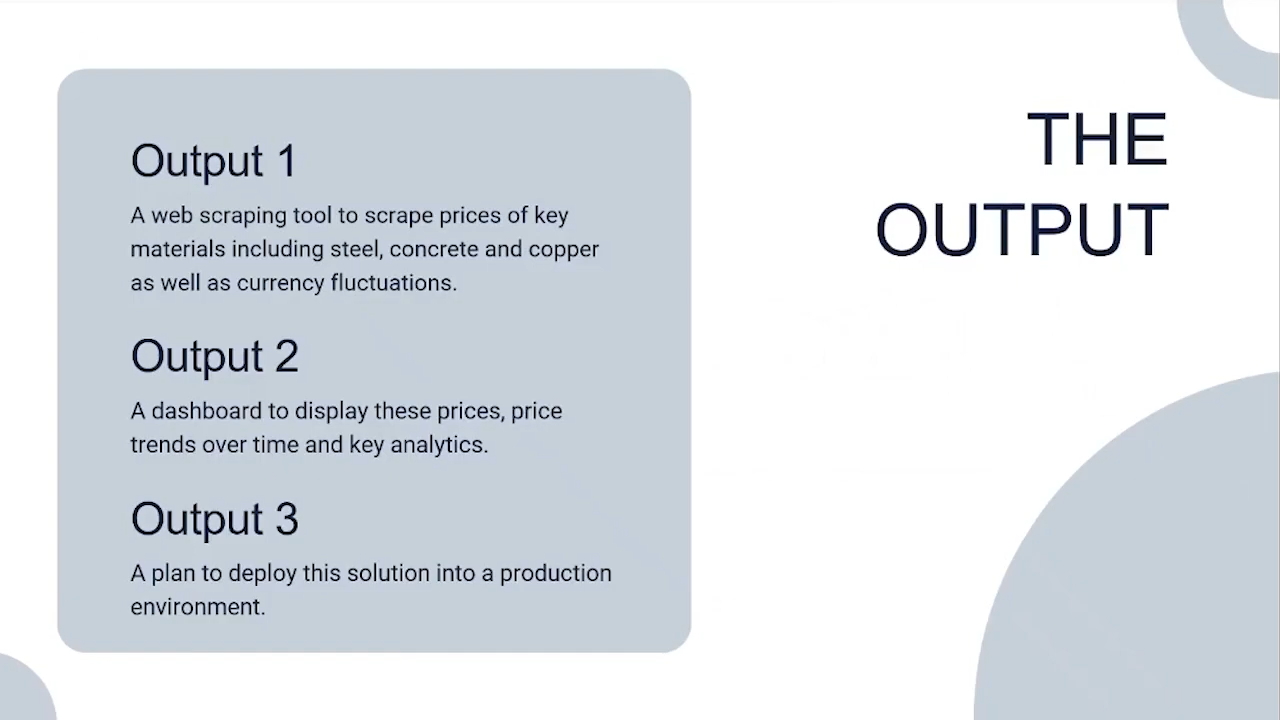 THE
OUTPUT
Output 1
A web scraping tool to scrape prices of key
materials including steel, concrete and copper
as well as currency fluctuations.
Output 2
A dashboard to display these prices, price
trends over time and key analytics.
Output 3
A plan to deploy this solution into a production
environment.